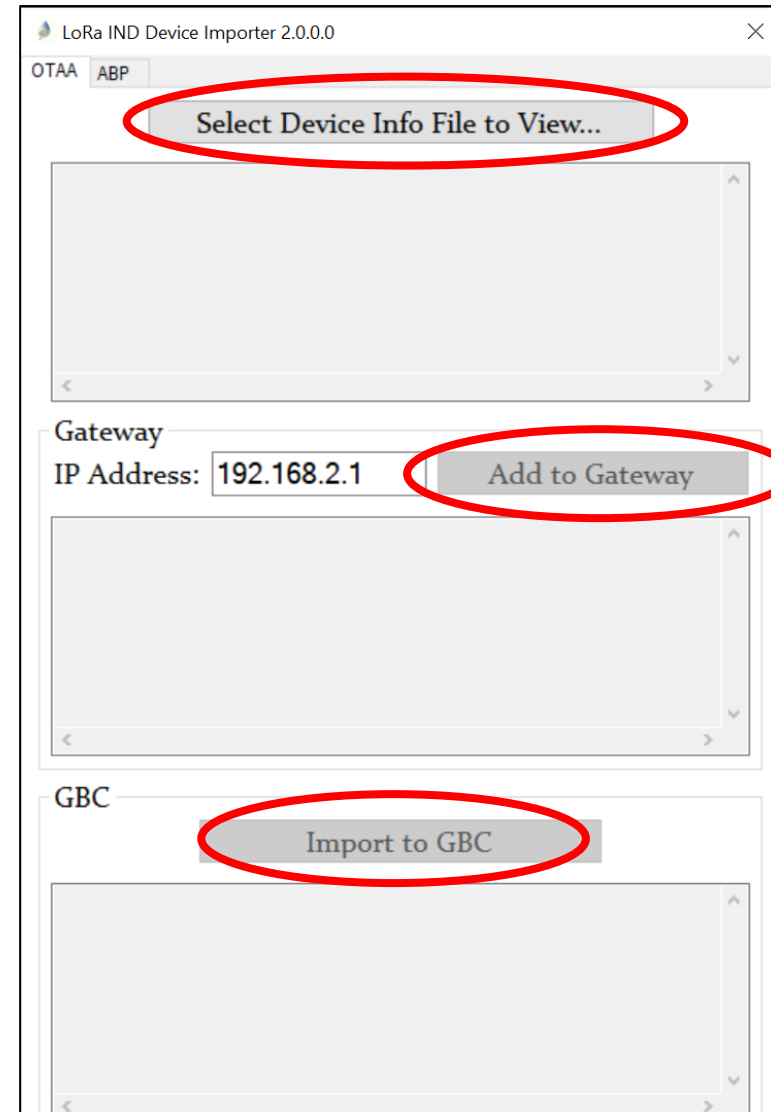 LoRa IND Device Importer 2.0.0.0
OTAA ABP
Select Device Info File to View...
Gateway
IP Address: 192.168.2.1 Add to Gateway
GBC
Import to GBC